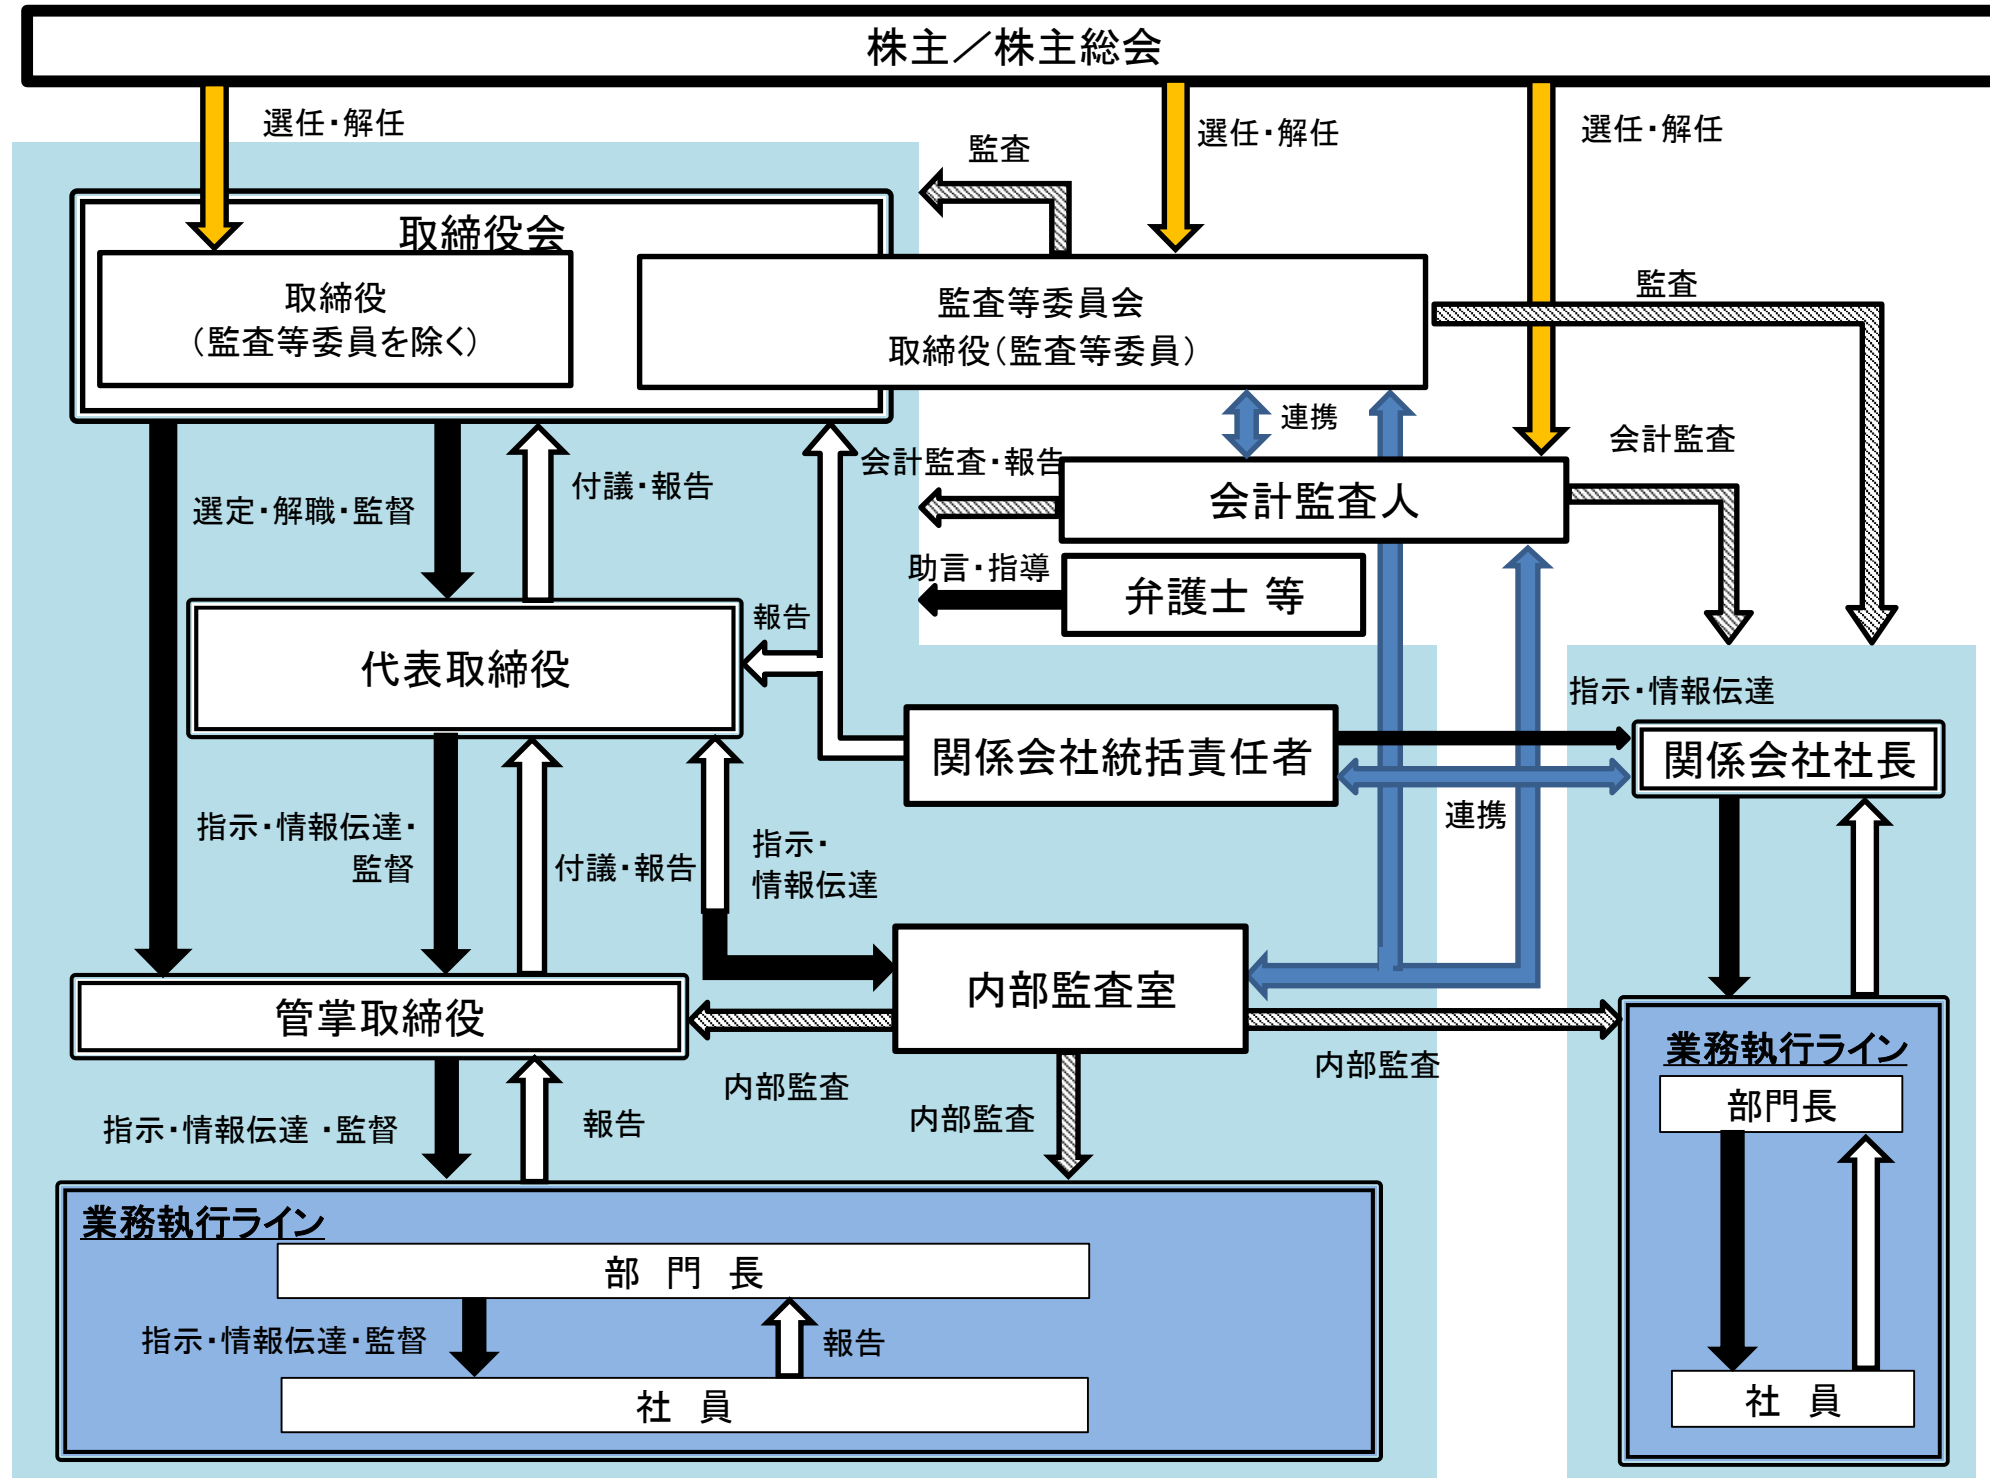 株主／株主総会
選任・解任
選任・解任
選任・解任
監査
取締役会
取締役
（監査等委員を除く）
監査等委員会
取締役（監査等委員）
監査
連携
会計監査・報告
会計監査
会計監査人
選定・解職・監督
付議・報告
助言・指導
弁護士 等
報告
代表取締役
指示・情報伝達
関係会社統括責任者
関係会社社長
連携
指示・情報伝達・
監督
付議・報告
指示・
情報伝達
内部監査室
管掌取締役
内部監査
内部監査
内部監査
指示・情報伝達 ・監督
報告
業務執行ライン
部門長
社 員
業務執行ライン
部 門 長
指示・情報伝達・監督
報告
社 員